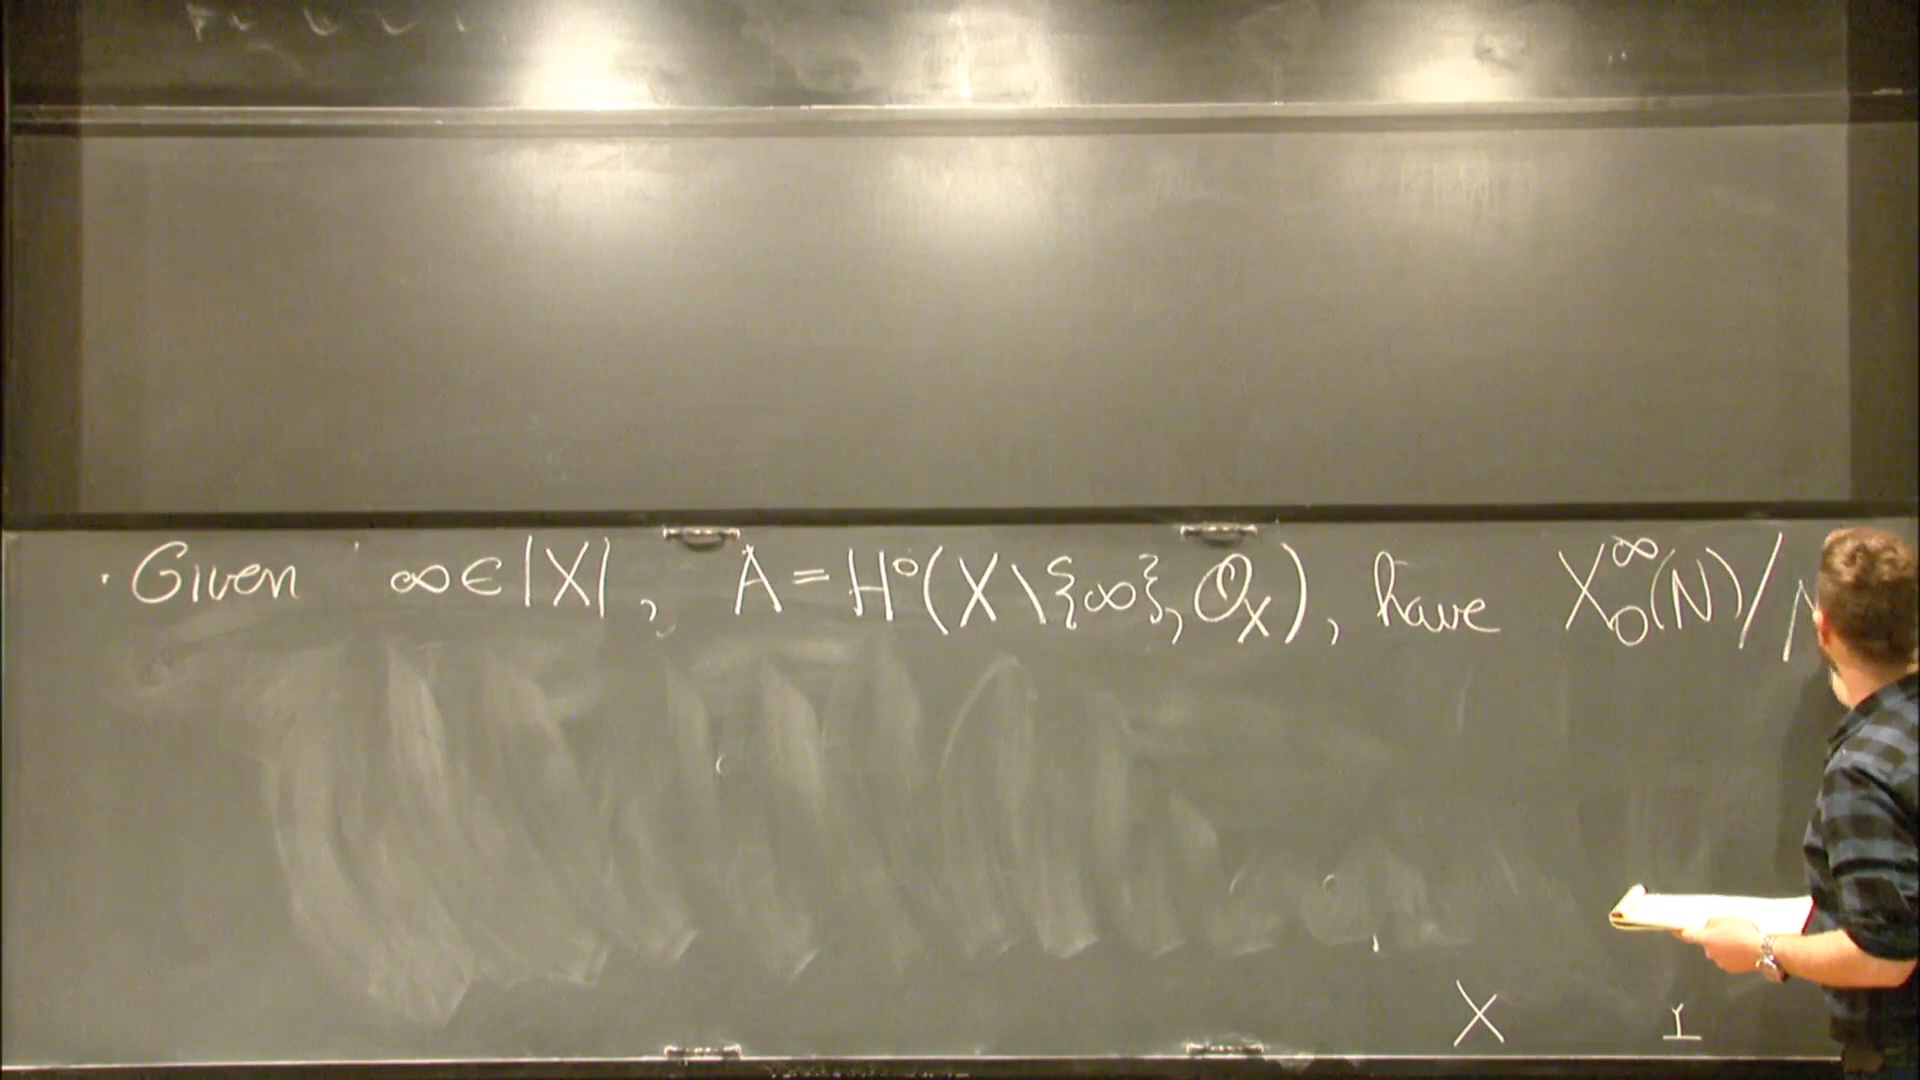 · Given ∞∈|X|, A=H⁰(X\{∞}, 𝒪_X), have X₀^∞(N)/
X 1